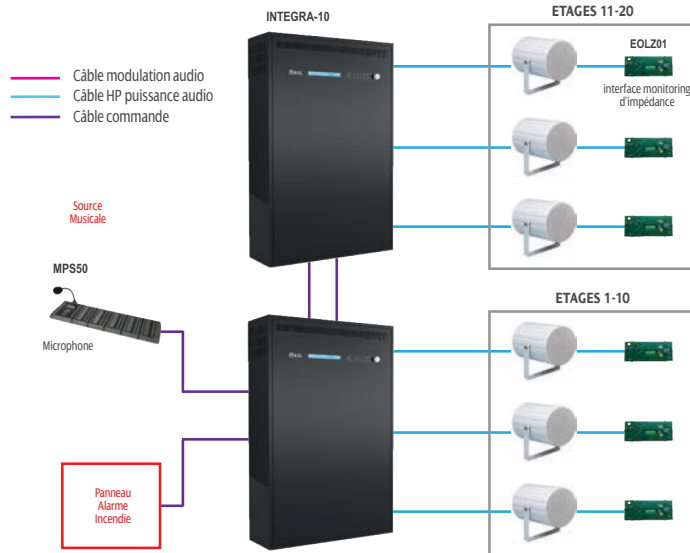 INTEGRA-10
ETAGES 11-20
EOLZ01
interface monitoring
d'impédance
Câble modulation audio
Câble HP puissance audio
Câble commande
Source
Musicale
MPS50
Microphone
ETAGES 1-10
Panneau
Alarme
Incendie